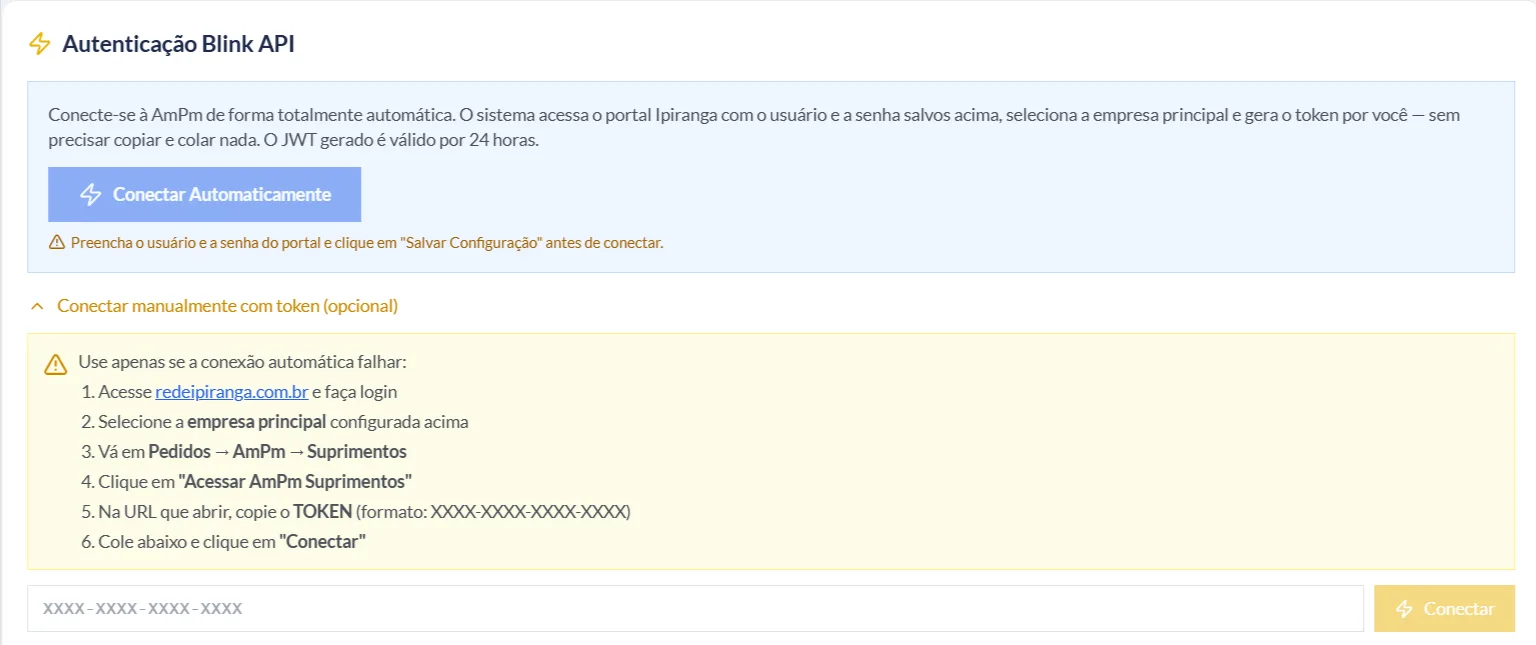 Autenticação Blink API
Conecte-se à AmPm de forma totalmente automática. O sistema acessa o portal Ipiranga com o usuário e a senha salvos acima, seleciona a empresa principal e gera o token por você — sem
precisar copiar e colar nada. O JWT gerado é válido por 24 horas.
Conectar Automaticamente
Preencha o usuário e a senha do portal e clique em "Salvar Configuração" antes de conectar.
Conectar manualmente com token (opcional)
Use apenas se a conexão automática falhar:
1. Acesse redeipiranga.com.br e faça login
2. Selecione a empresa principal configurada acima
3. Vá em Pedidos → AmPm → Suprimentos
4. Clique em "Acessar AmPm Suprimentos"
5. Na URL que abrir, copie o TOKEN (formato: XXXX-XXXX-XXXX-XXXX)
6. Cole abaixo e clique em "Conectar"
XXXX-XXXX-XXXX-XXXX
Conectar